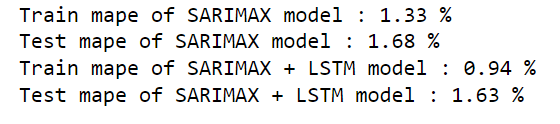 Train mape of SARIMAX model : 1.33 %
Test mape of SARIMAX model : 1.68 %
Train mape of SARIMAX + LSTM model : 0.94 %
Test mape of SARIMAX + LSTM model : 1.63 %